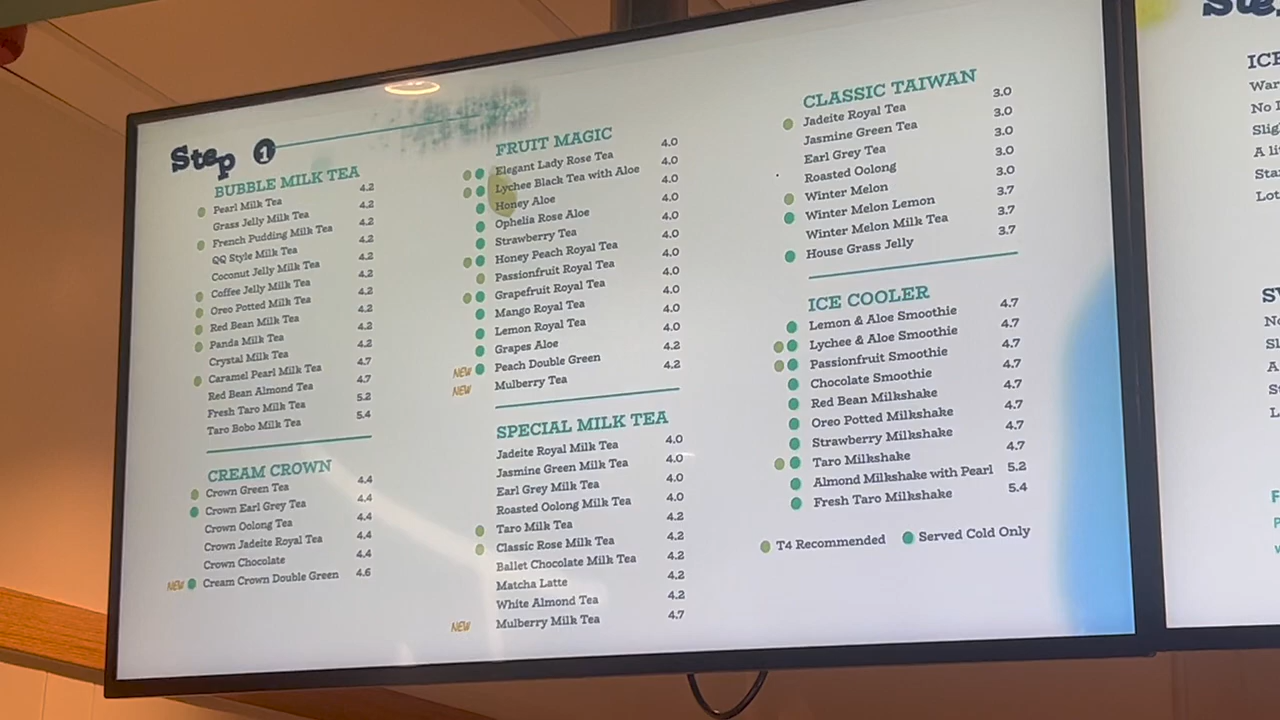 Step 1
BUBBLE MILK TEA
Pearl Milk Tea 4.2
Grass Jelly Milk Tea 4.2
French Pudding Milk Tea 4.2
QQ Style Milk Tea 4.2
Coconut Jelly Milk Tea 4.2
Coffee Jelly Milk Tea 4.2
Oreo Potted Milk Tea 4.2
Red Bean Milk Tea 4.2
Panda Milk Tea 4.2
Crystal Milk Tea 4.2
Caramel Pearl Milk Tea 4.7
Red Bean Almond Tea 4.7
Fresh Taro Milk Tea 5.2
Taro Bobo Milk Tea 5.4
CREAM CROWN
Crown Green Tea 4.4
Crown Earl Grey Tea 4.4
Crown Oolong Tea 4.4
Crown Jadeite Royal Tea 4.4
Crown Chocolate 4.4
NEW Cream Crown Double Green 4.6
FRUIT MAGIC
Elegant Lady Rose Tea 4.0
Lychee Black Tea with Aloe 4.0
Honey Aloe 4.0
Ophelia Rose Aloe 4.0
Strawberry Tea 4.0
Honey Peach Royal Tea 4.0
Passionfruit Royal Tea 4.0
Grapefruit Royal Tea 4.0
Mango Royal Tea 4.0
Lemon Royal Tea 4.0
Grapes Aloe 4.0
NEW Peach Double Green 4.2
NEW Mulberry Tea 4.2
SPECIAL MILK TEA
Jadeite Royal Milk Tea 4.0
Jasmine Green Milk Tea 4.0
Earl Grey Milk Tea 4.0
Roasted Oolong Milk Tea 4.0
Taro Milk Tea 4.2
Classic Rose Milk Tea 4.2
Ballet Chocolate Milk Tea 4.2
Matcha Latte 4.2
White Almond Tea 4.2
NEW Mulberry Milk Tea 4.7
CLASSIC TAIWAN
Jadeite Royal Tea 3.0
Jasmine Green Tea 3.0
Earl Grey Tea 3.0
Roasted Oolong 3.0
Winter Melon 3.0
Winter Melon Lemon 3.7
Winter Melon Milk Tea 3.7
House Grass Jelly 3.7
ICE COOLER
Lemon & Aloe Smoothie 4.7
Lychee & Aloe Smoothie 4.7
Passionfruit Smoothie 4.7
Chocolate Smoothie 4.7
Red Bean Milkshake 4.7
Oreo Potted Milkshake 4.7
Strawberry Milkshake 4.7
Taro Milkshake 4.7
Almond Milkshake with Pearl 5.2
Fresh Taro Milkshake 5.4
T4 Recommended Served Cold Only